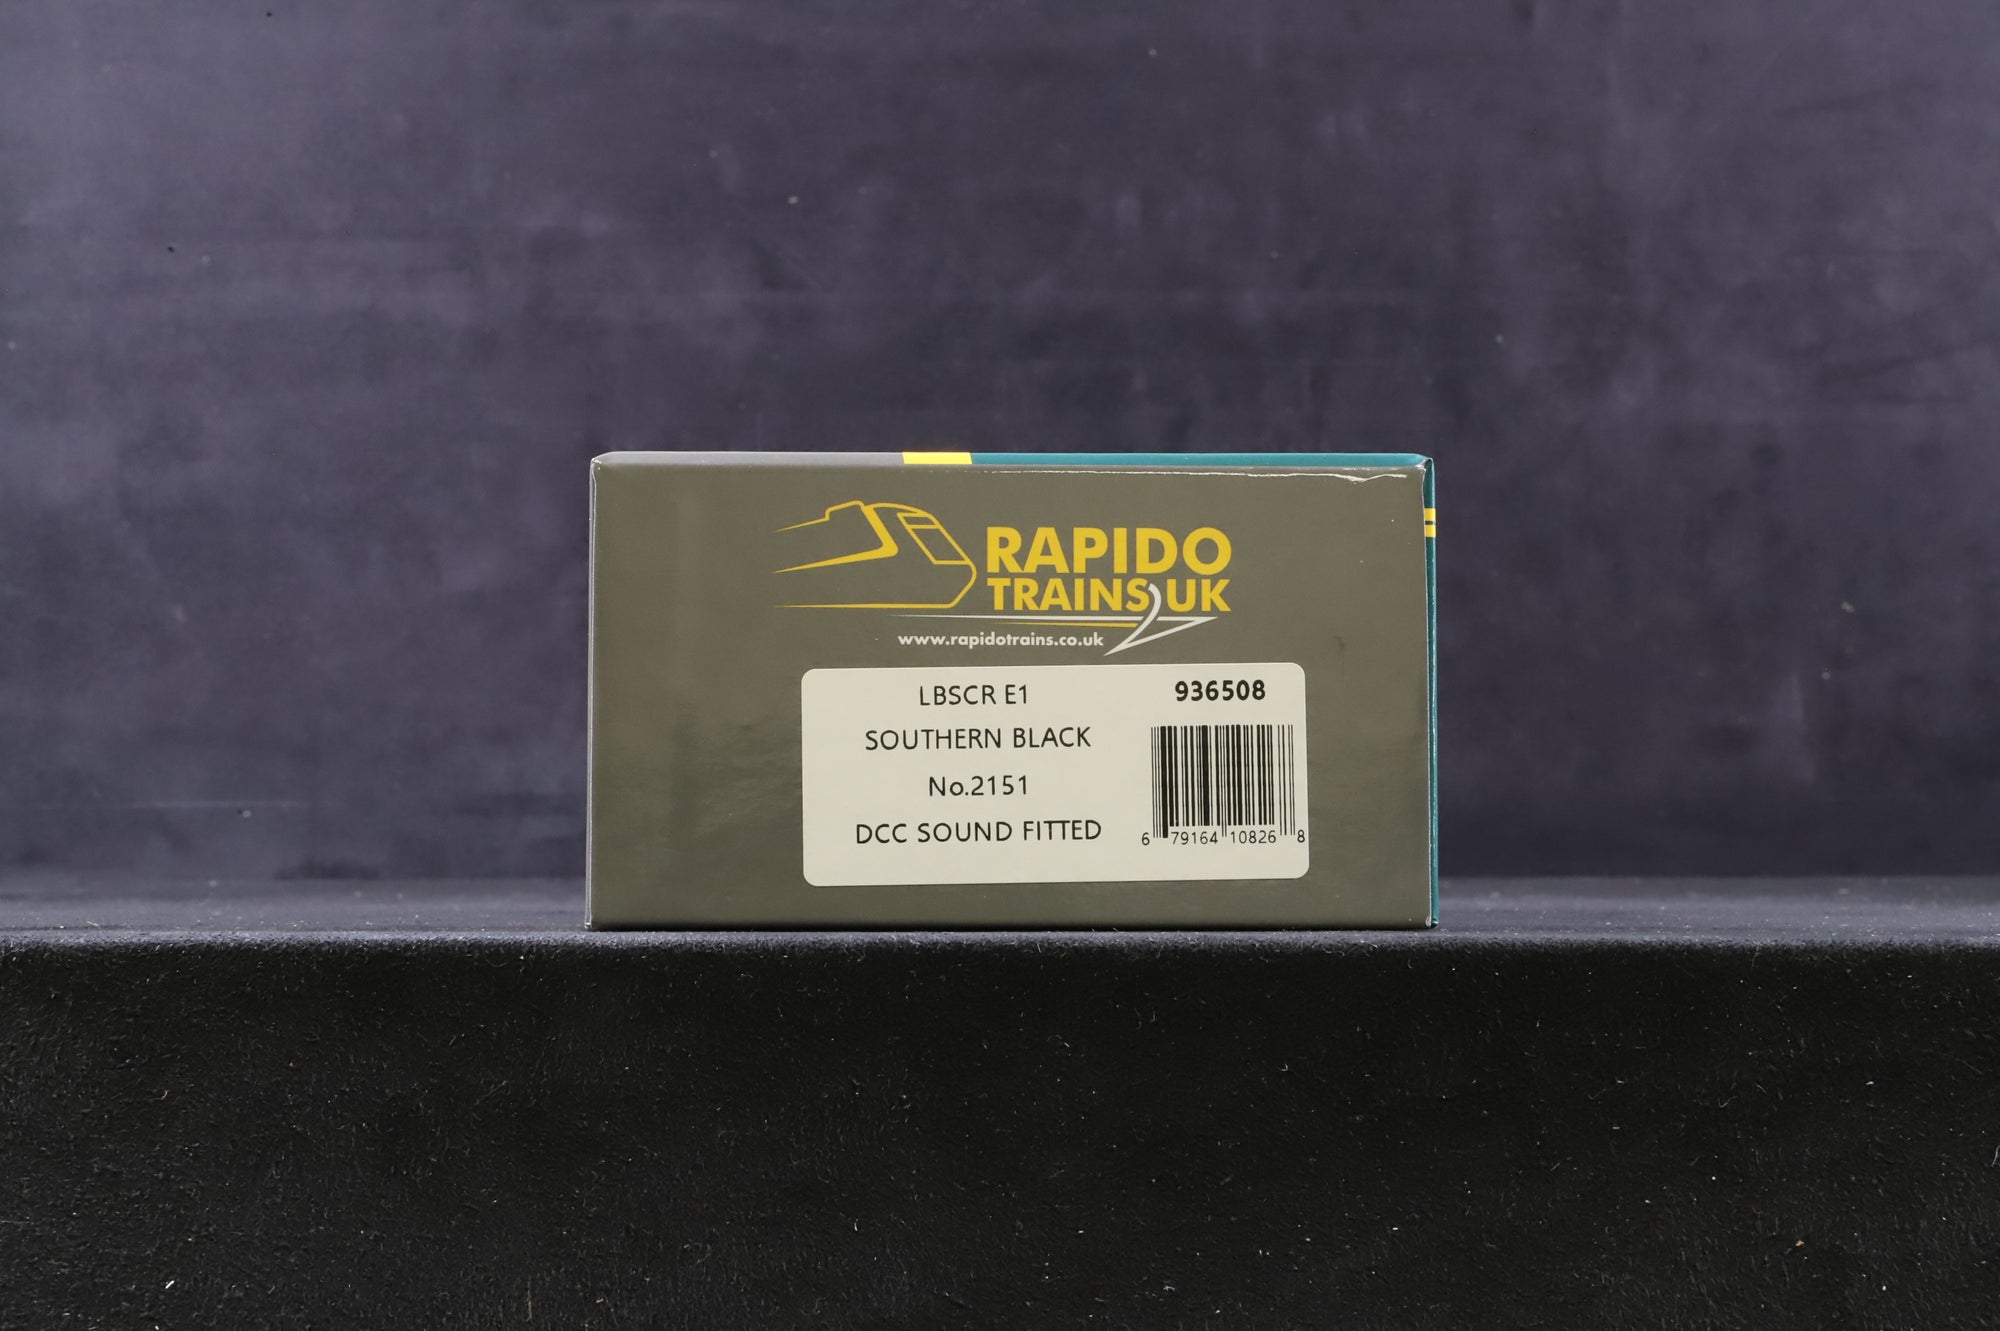 RAPIDO
TRAINS UK
www.rapidotrains.co.uk
LBSCR E1
936508
SOUTHERN BLACK
No.2151
DCC SOUND FITTED
6 79164 10826 8